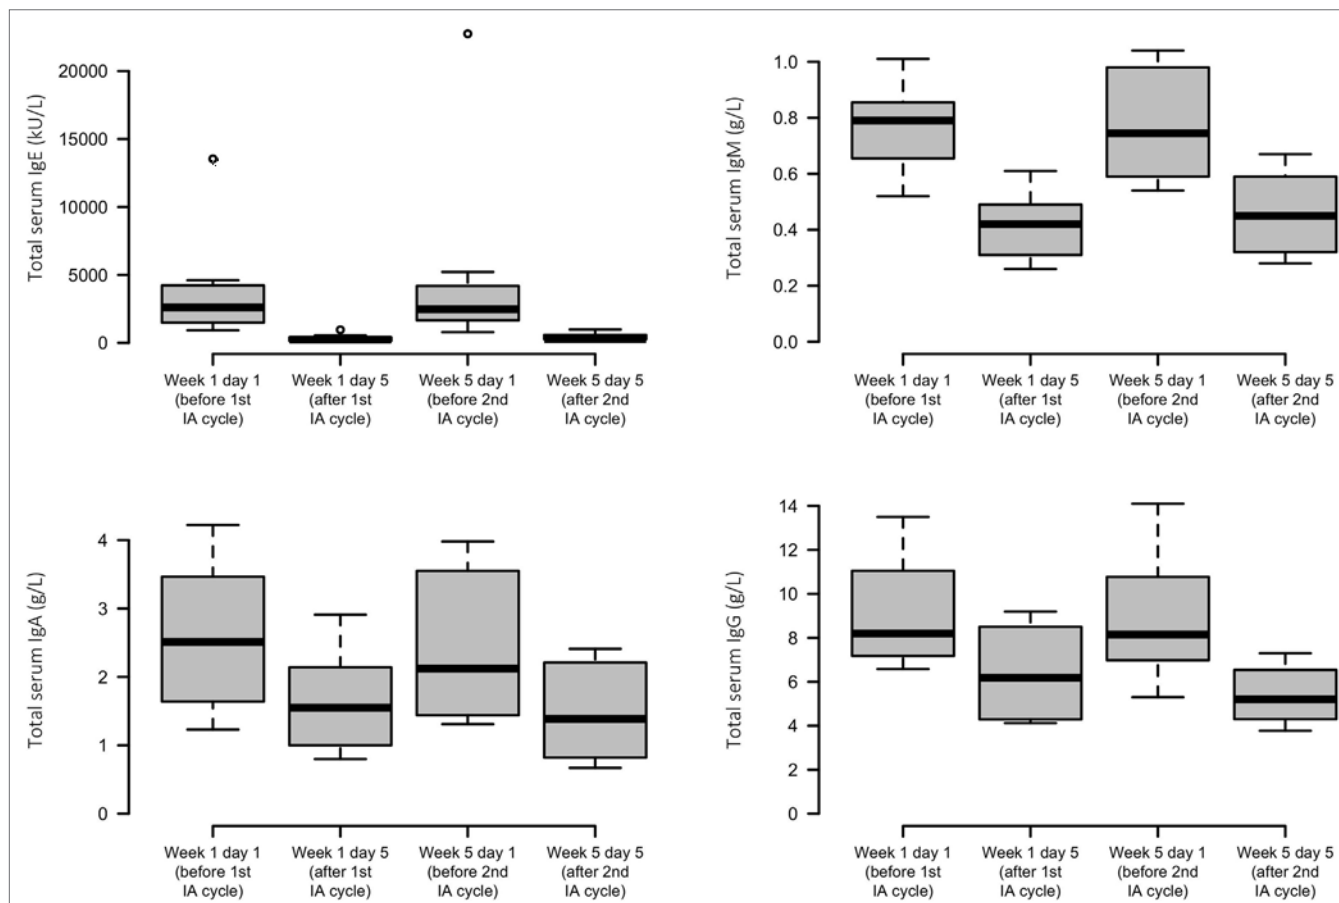 Total serum IgE (kU/L)
20000
15000
10000
5000
0
Week 1 day 1
(before 1st
IA cycle)
Week 1 day 5
(after 1st
IA cycle)
Week 5 day 1
(before 2nd
IA cycle)
Week 5 day 5
(after 2nd
IA cycle)
Total serum IgM (g/L)
1.0
0.8
0.6
0.4
0.2
0.0
Week 1 day 1
(before 1st
IA cycle)
Week 1 day 5
(after 1st
IA cycle)
Week 5 day 1
(before 2nd
IA cycle)
Week 5 day 5
(after 2nd
IA cycle)
Total serum IgA (g/L)
4
3
2
1
0
Week 1 day 1
(before 1st
IA cycle)
Week 1 day 5
(after 1st
IA cycle)
Week 5 day 1
(before 2nd
IA cycle)
Week 5 day 5
(after 2nd
IA cycle)
Total serum IgG (g/L)
14
12
10
8
6
4
2
0
Week 1 day 1
(before 1st
IA cycle)
Week 1 day 5
(after 1st
IA cycle)
Week 5 day 1
(before 2nd
IA cycle)
Week 5 day 5
(after 2nd
IA cycle)